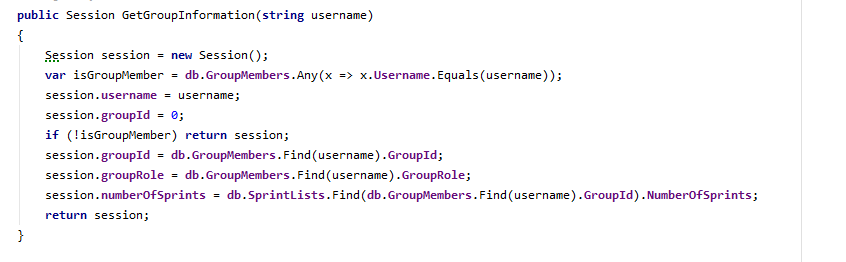 public Session GetGroupInformation(string username)
{
Session session = new Session();
var isGroupMember = db.GroupMembers.Any(x => x.Username.Equals(username));
session.username = username;
session.groupId = 0;
if (!isGroupMember) return session;
session.groupId = db.GroupMembers.Find(username).GroupId;
session.groupRole = db.GroupMembers.Find(username).GroupRole;
session.numberOfSprints = db.SprintLists.Find(db.GroupMembers.Find(username).GroupId).NumberOfSprints;
return session;
}